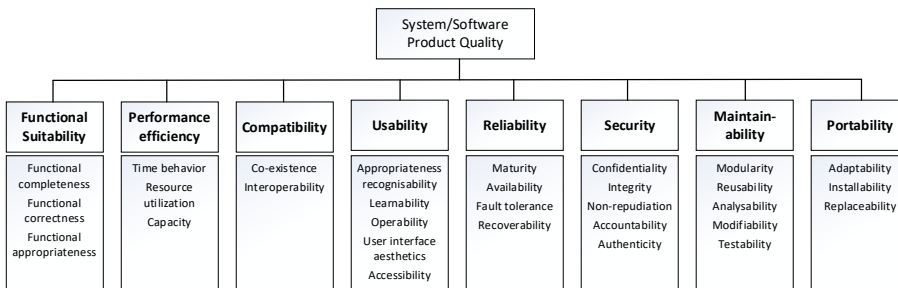 System/Software
Product Quality
Functional
Suitability
Functional
completeness
Functional
correctness
Functional
appropriateness
Performance
efficiency
Time behavior
Resource
utilization
Capacity
Compatibility
Co-existence
Interoperability
Usability
Appropriateness
recognisability
Learnability
Operability
User interface
aesthetics
Accessibility
Reliability
Maturity
Availability
Fault tolerance
Recoverability
Security
Confidentiality
Integrity
Non-repudiation
Accountability
Authenticity
Maintain-
ability
Modularity
Reusability
Analysability
Modifiability
Testability
Portability
Adaptability
Installability
Replaceability